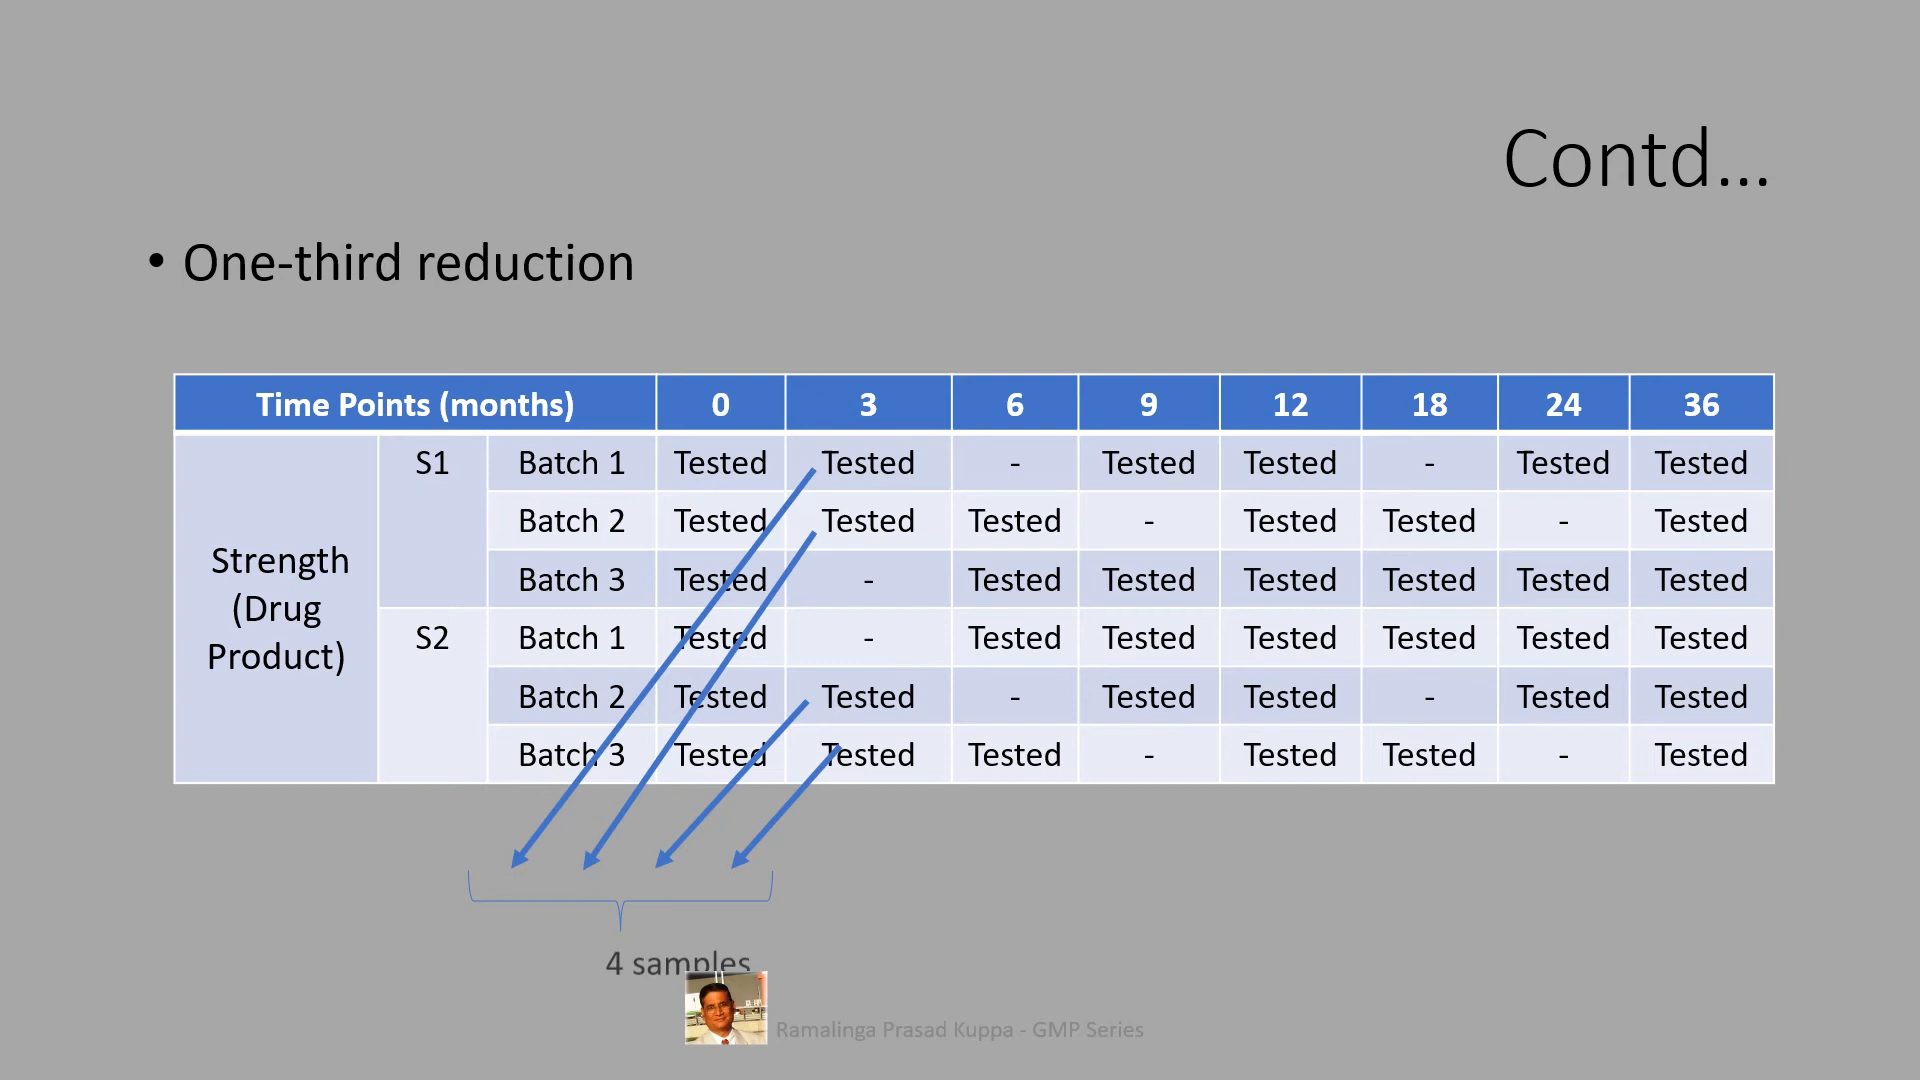 Contd...
• One-third reduction
Time Points (months) 0 3 6 9 12 18 24 36
Strength (Drug Product) S1 Batch 1 Tested Tested - Tested Tested - Tested Tested
Batch 2 Tested Tested Tested - Tested Tested - Tested
Batch 3 Tested - Tested Tested Tested Tested Tested Tested
S2 Batch 1 Tested - Tested Tested Tested Tested Tested Tested
Batch 2 Tested Tested - Tested Tested - Tested Tested
Batch 3 Tested Tested Tested - Tested Tested - Tested
4 samples
Ramalinga Prasad Kuppa - GMP Series